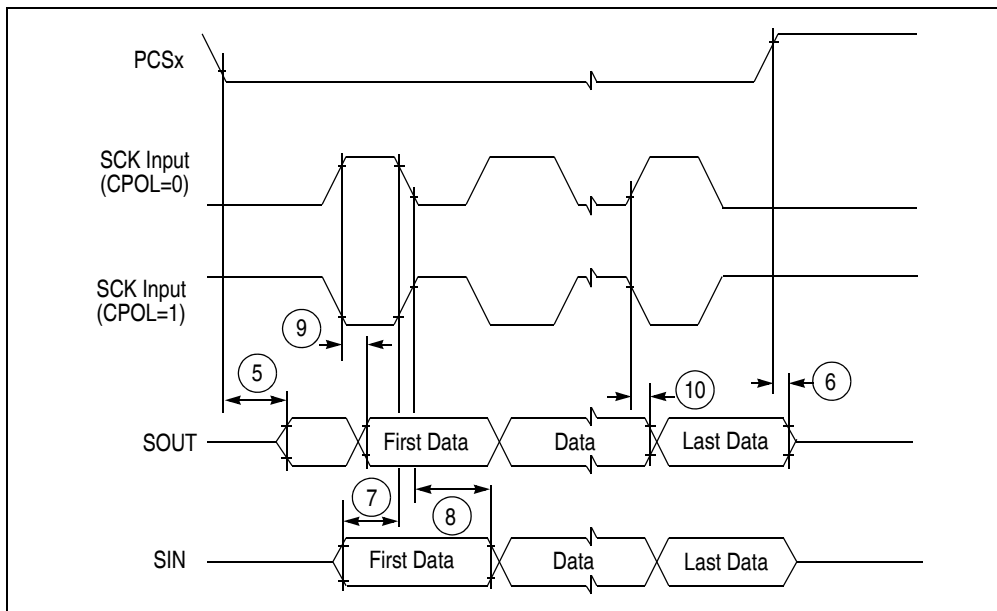 PCSx
SCK Input
(CPOL=0)
SCK Input
(CPOL=1)
9
5
10
6
SOUT
First Data
Data
Last Data
7
8
SIN
First Data
Data
Last Data